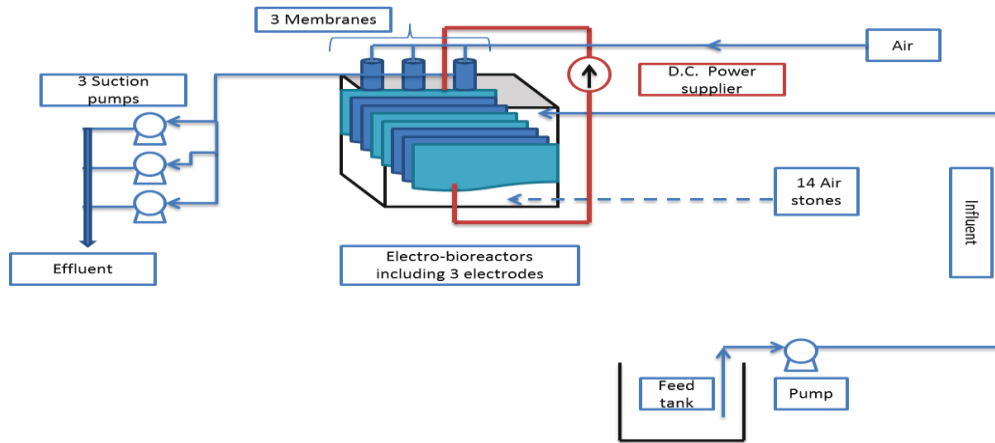 3 Membranes
Air
D.C. Power
supplier
3 Suction
pumps
14 Air
stones
Influent
Effluent
Electro-bioreactors
including 3 electrodes
Feed
tank
Pump